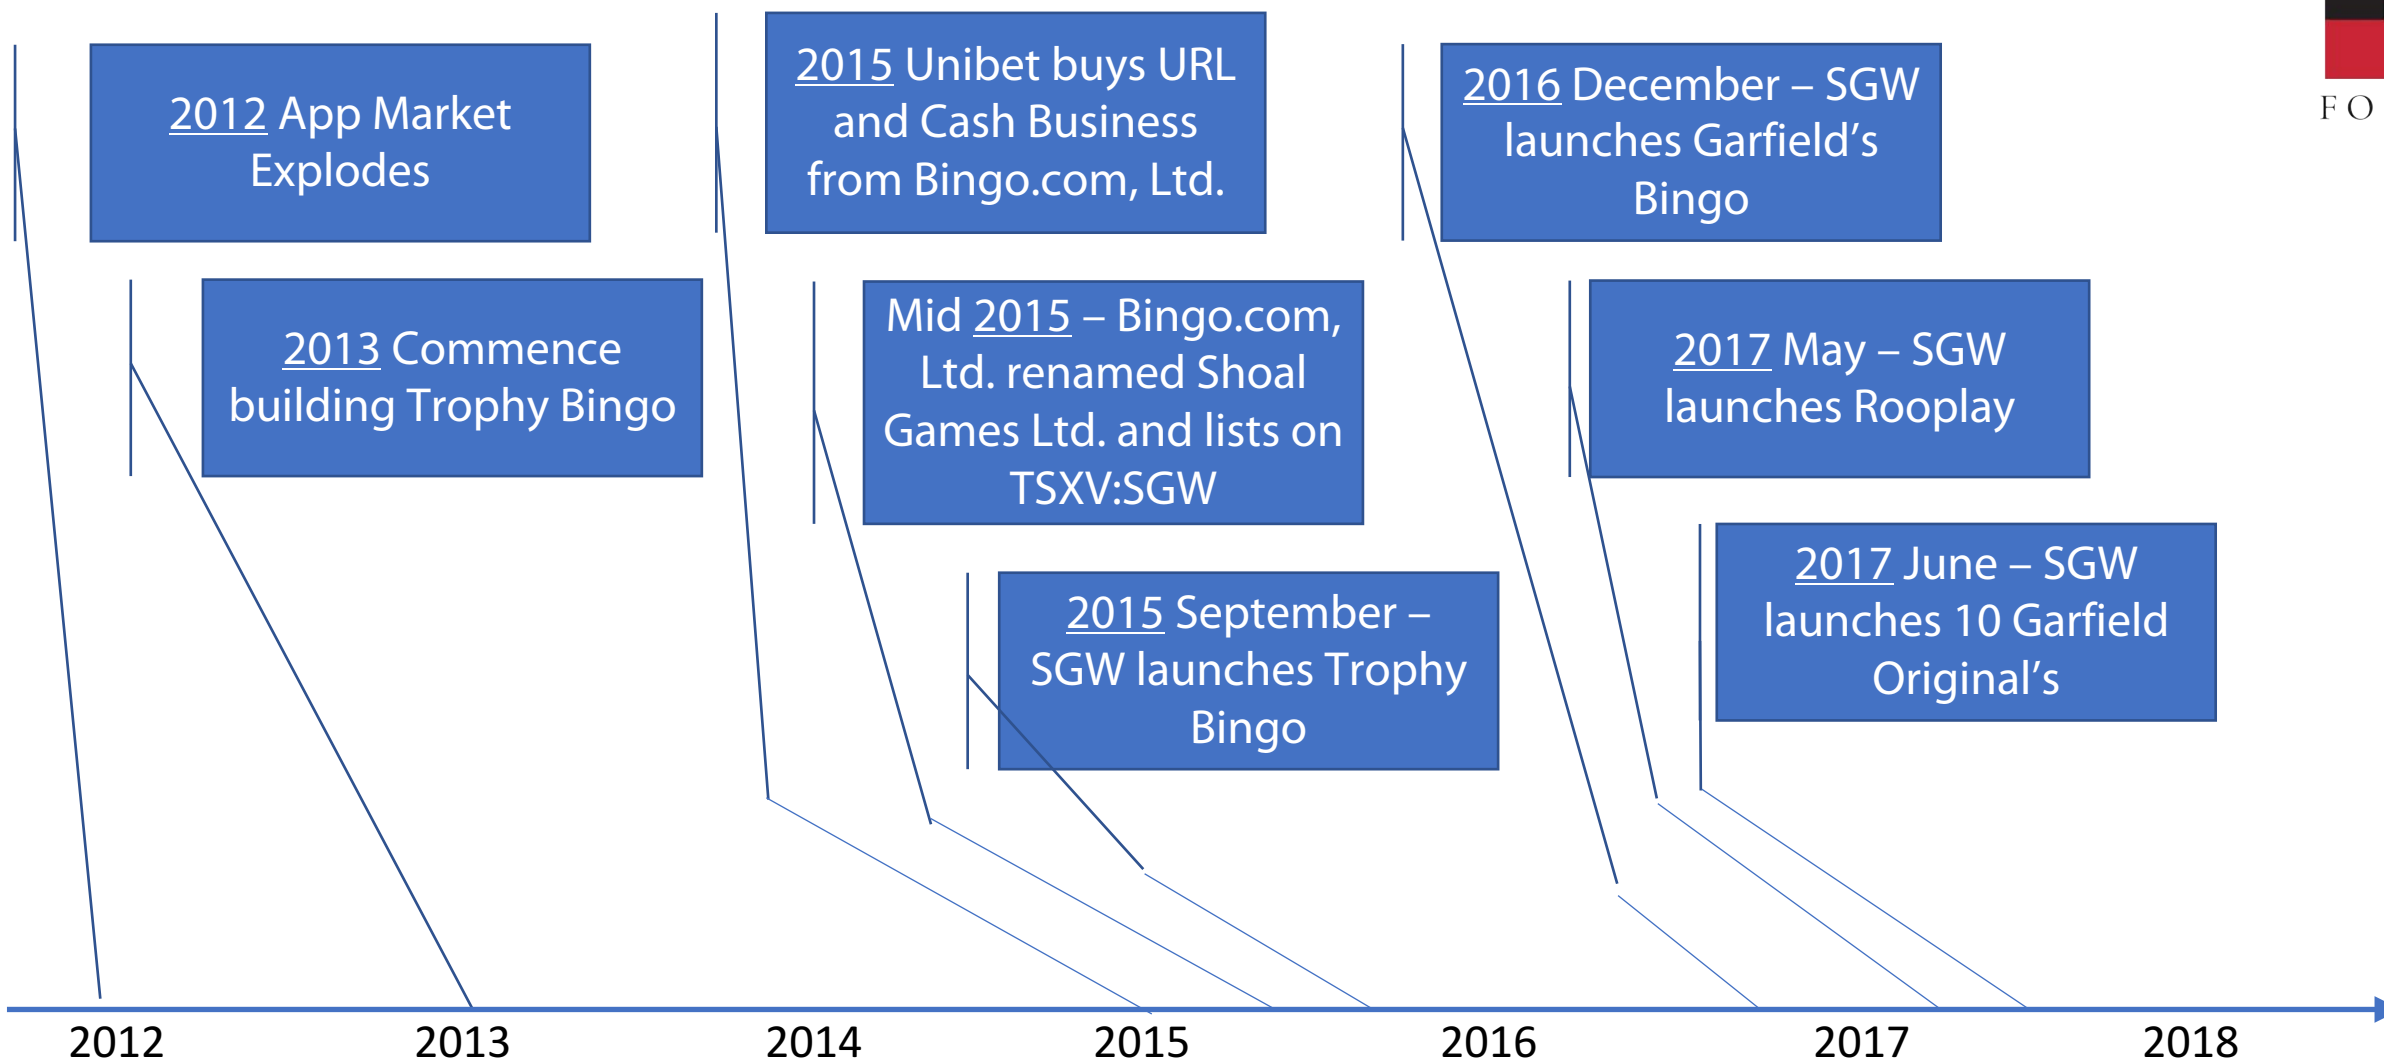 2012 App Market
Explodes
2013 Commence
building Trophy Bingo
2015 Unibet buys URL
and Cash Business
from Bingo.com, Ltd.
Mid 2015 – Bingo.com,
Ltd. renamed Shoal
Games Ltd. and lists on
TSXV:SGW
2015 September –
SGW launches Trophy
Bingo
2016 December – SGW
launches Garfield’s
Bingo
2017 May – SGW
launches Rooplay
2017 June – SGW
launches 10 Garfield
Original’s
FO
2012 2013 2014 2015 2016 2017 2018